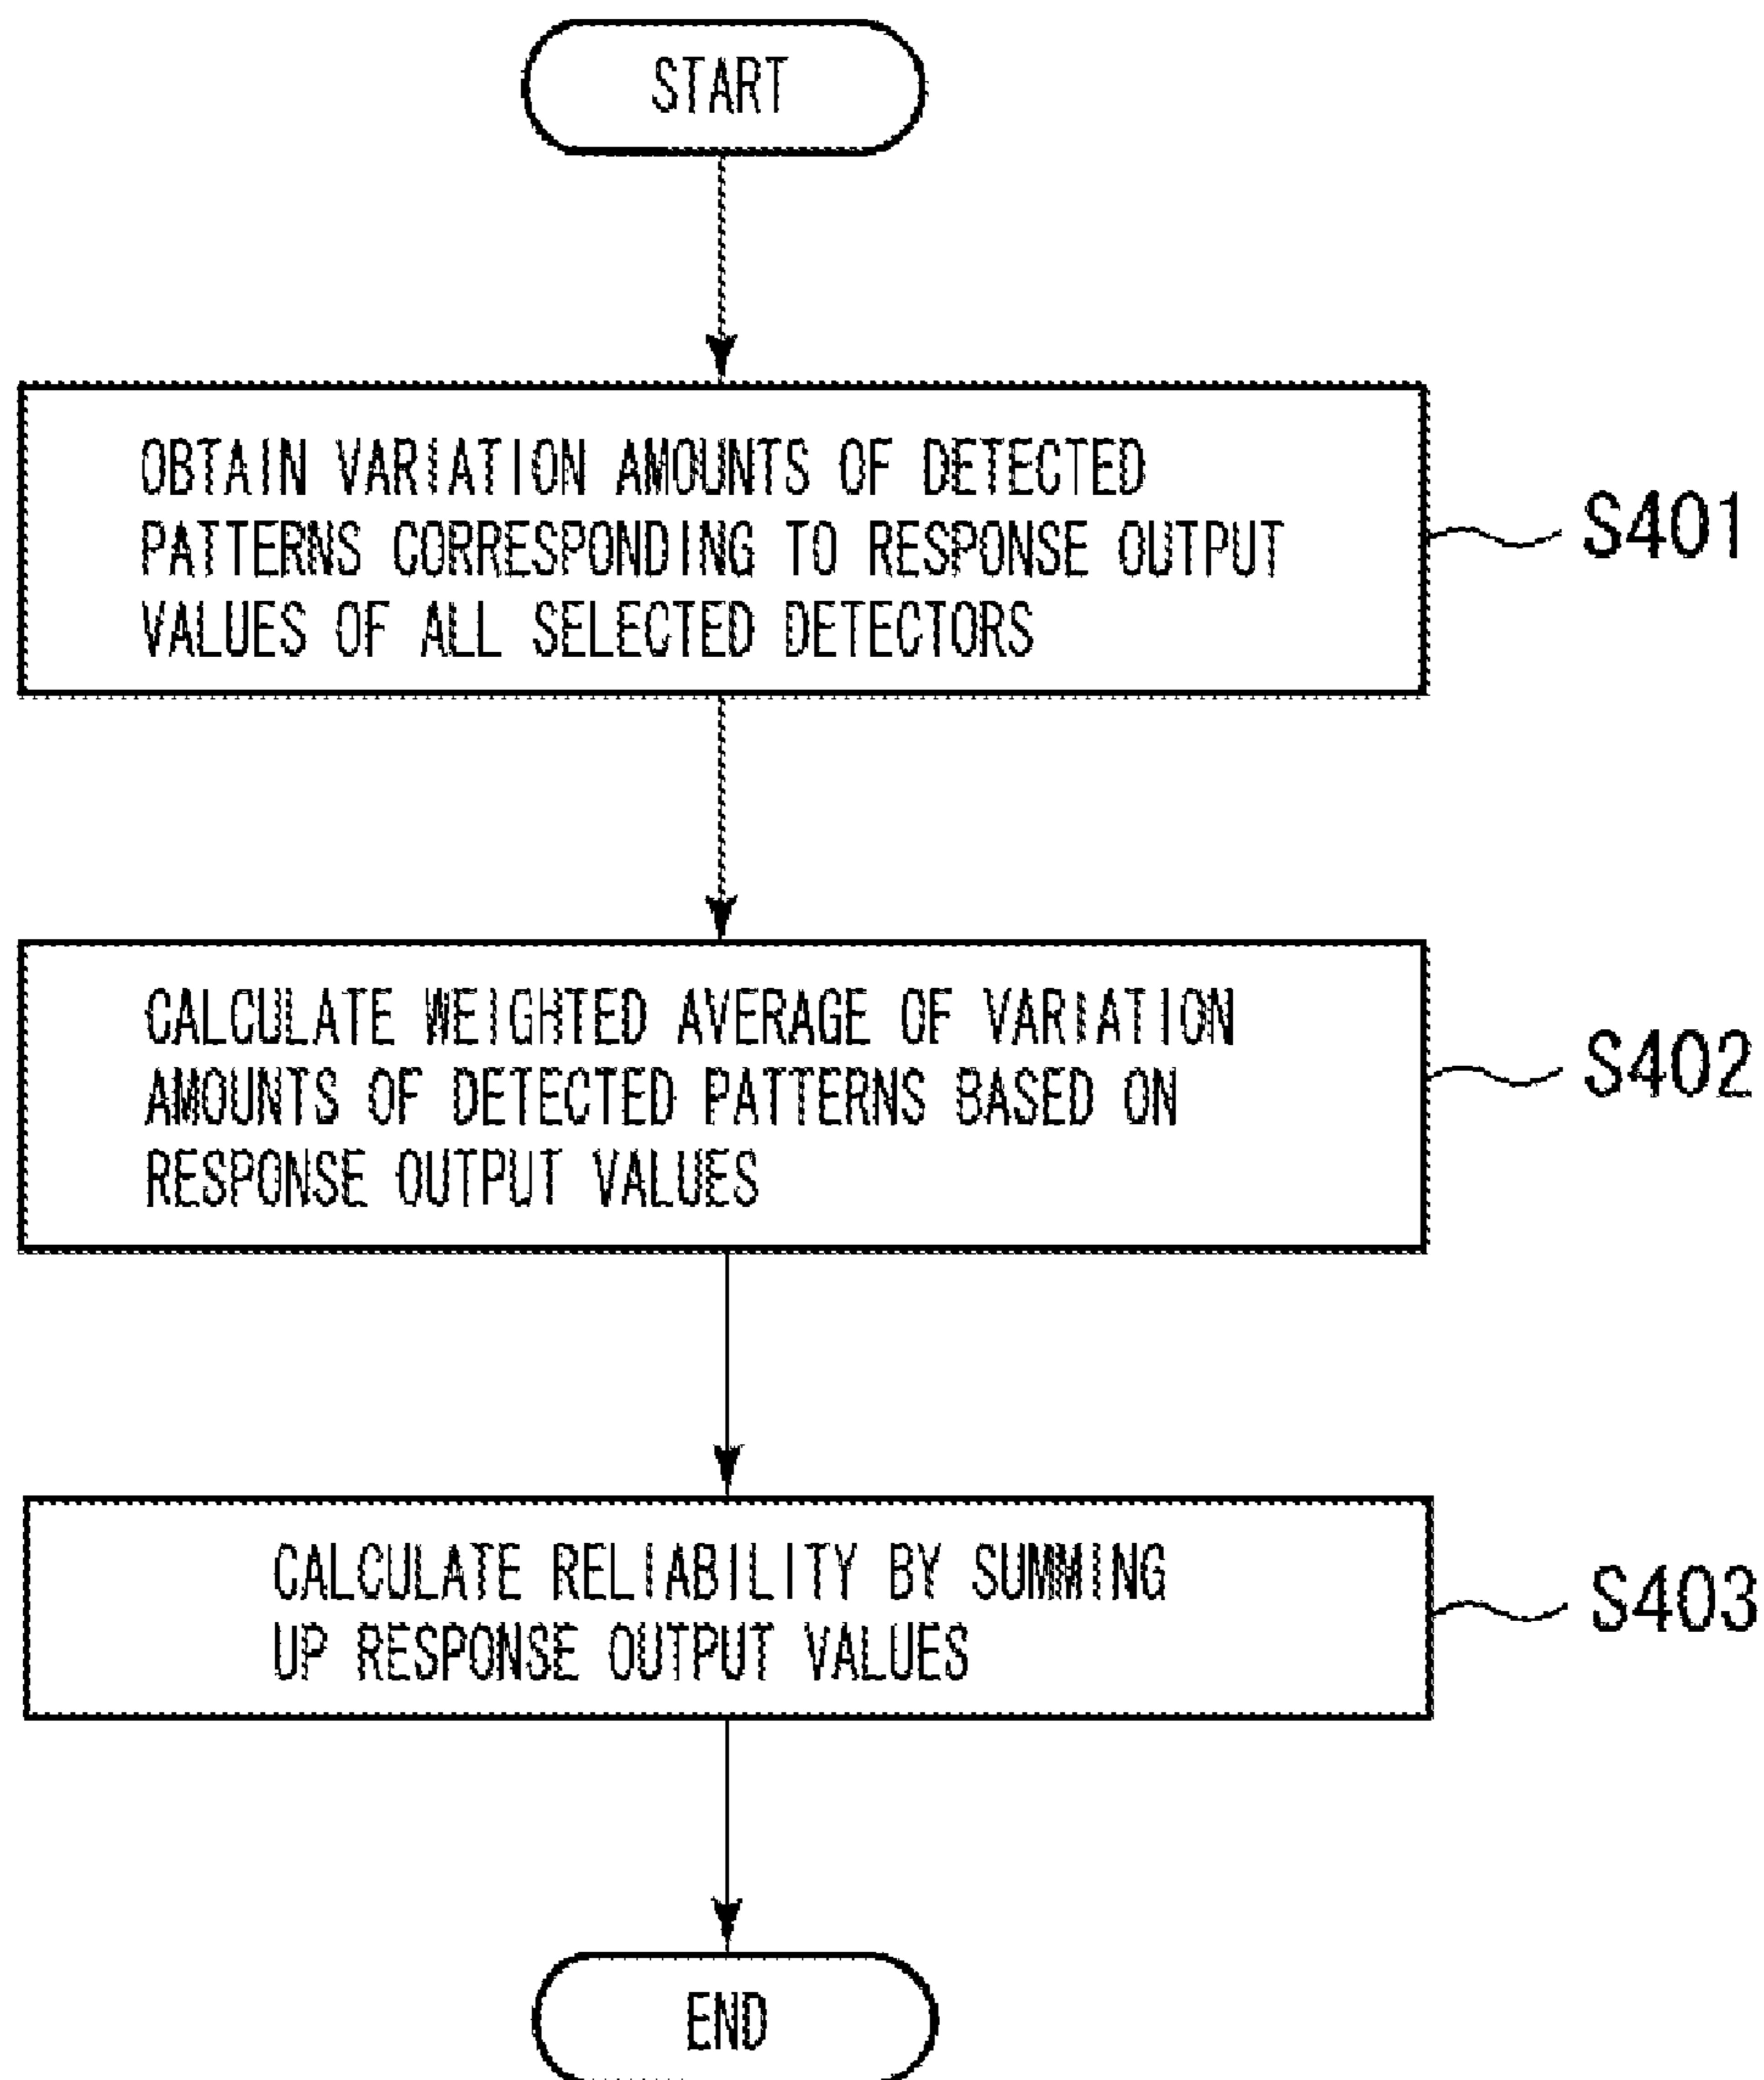 START
OBTAIN VARIATION AMOUNTS OF DETECTED
PATTERNS CORRESPONDING TO RESPONSE OUTPUT
VALUES OF ALL SELECTED DETECTORS
S401
CALCULATE WEIGHTED AVERAGE OF VARIATION
AMOUNTS OF DETECTED PATTERNS BASED ON
RESPONSE OUTPUT VALUES
S402
CALCULATE RELIABILITY BY SUMMING
UP RESPONSE OUTPUT VALUES
S403
END